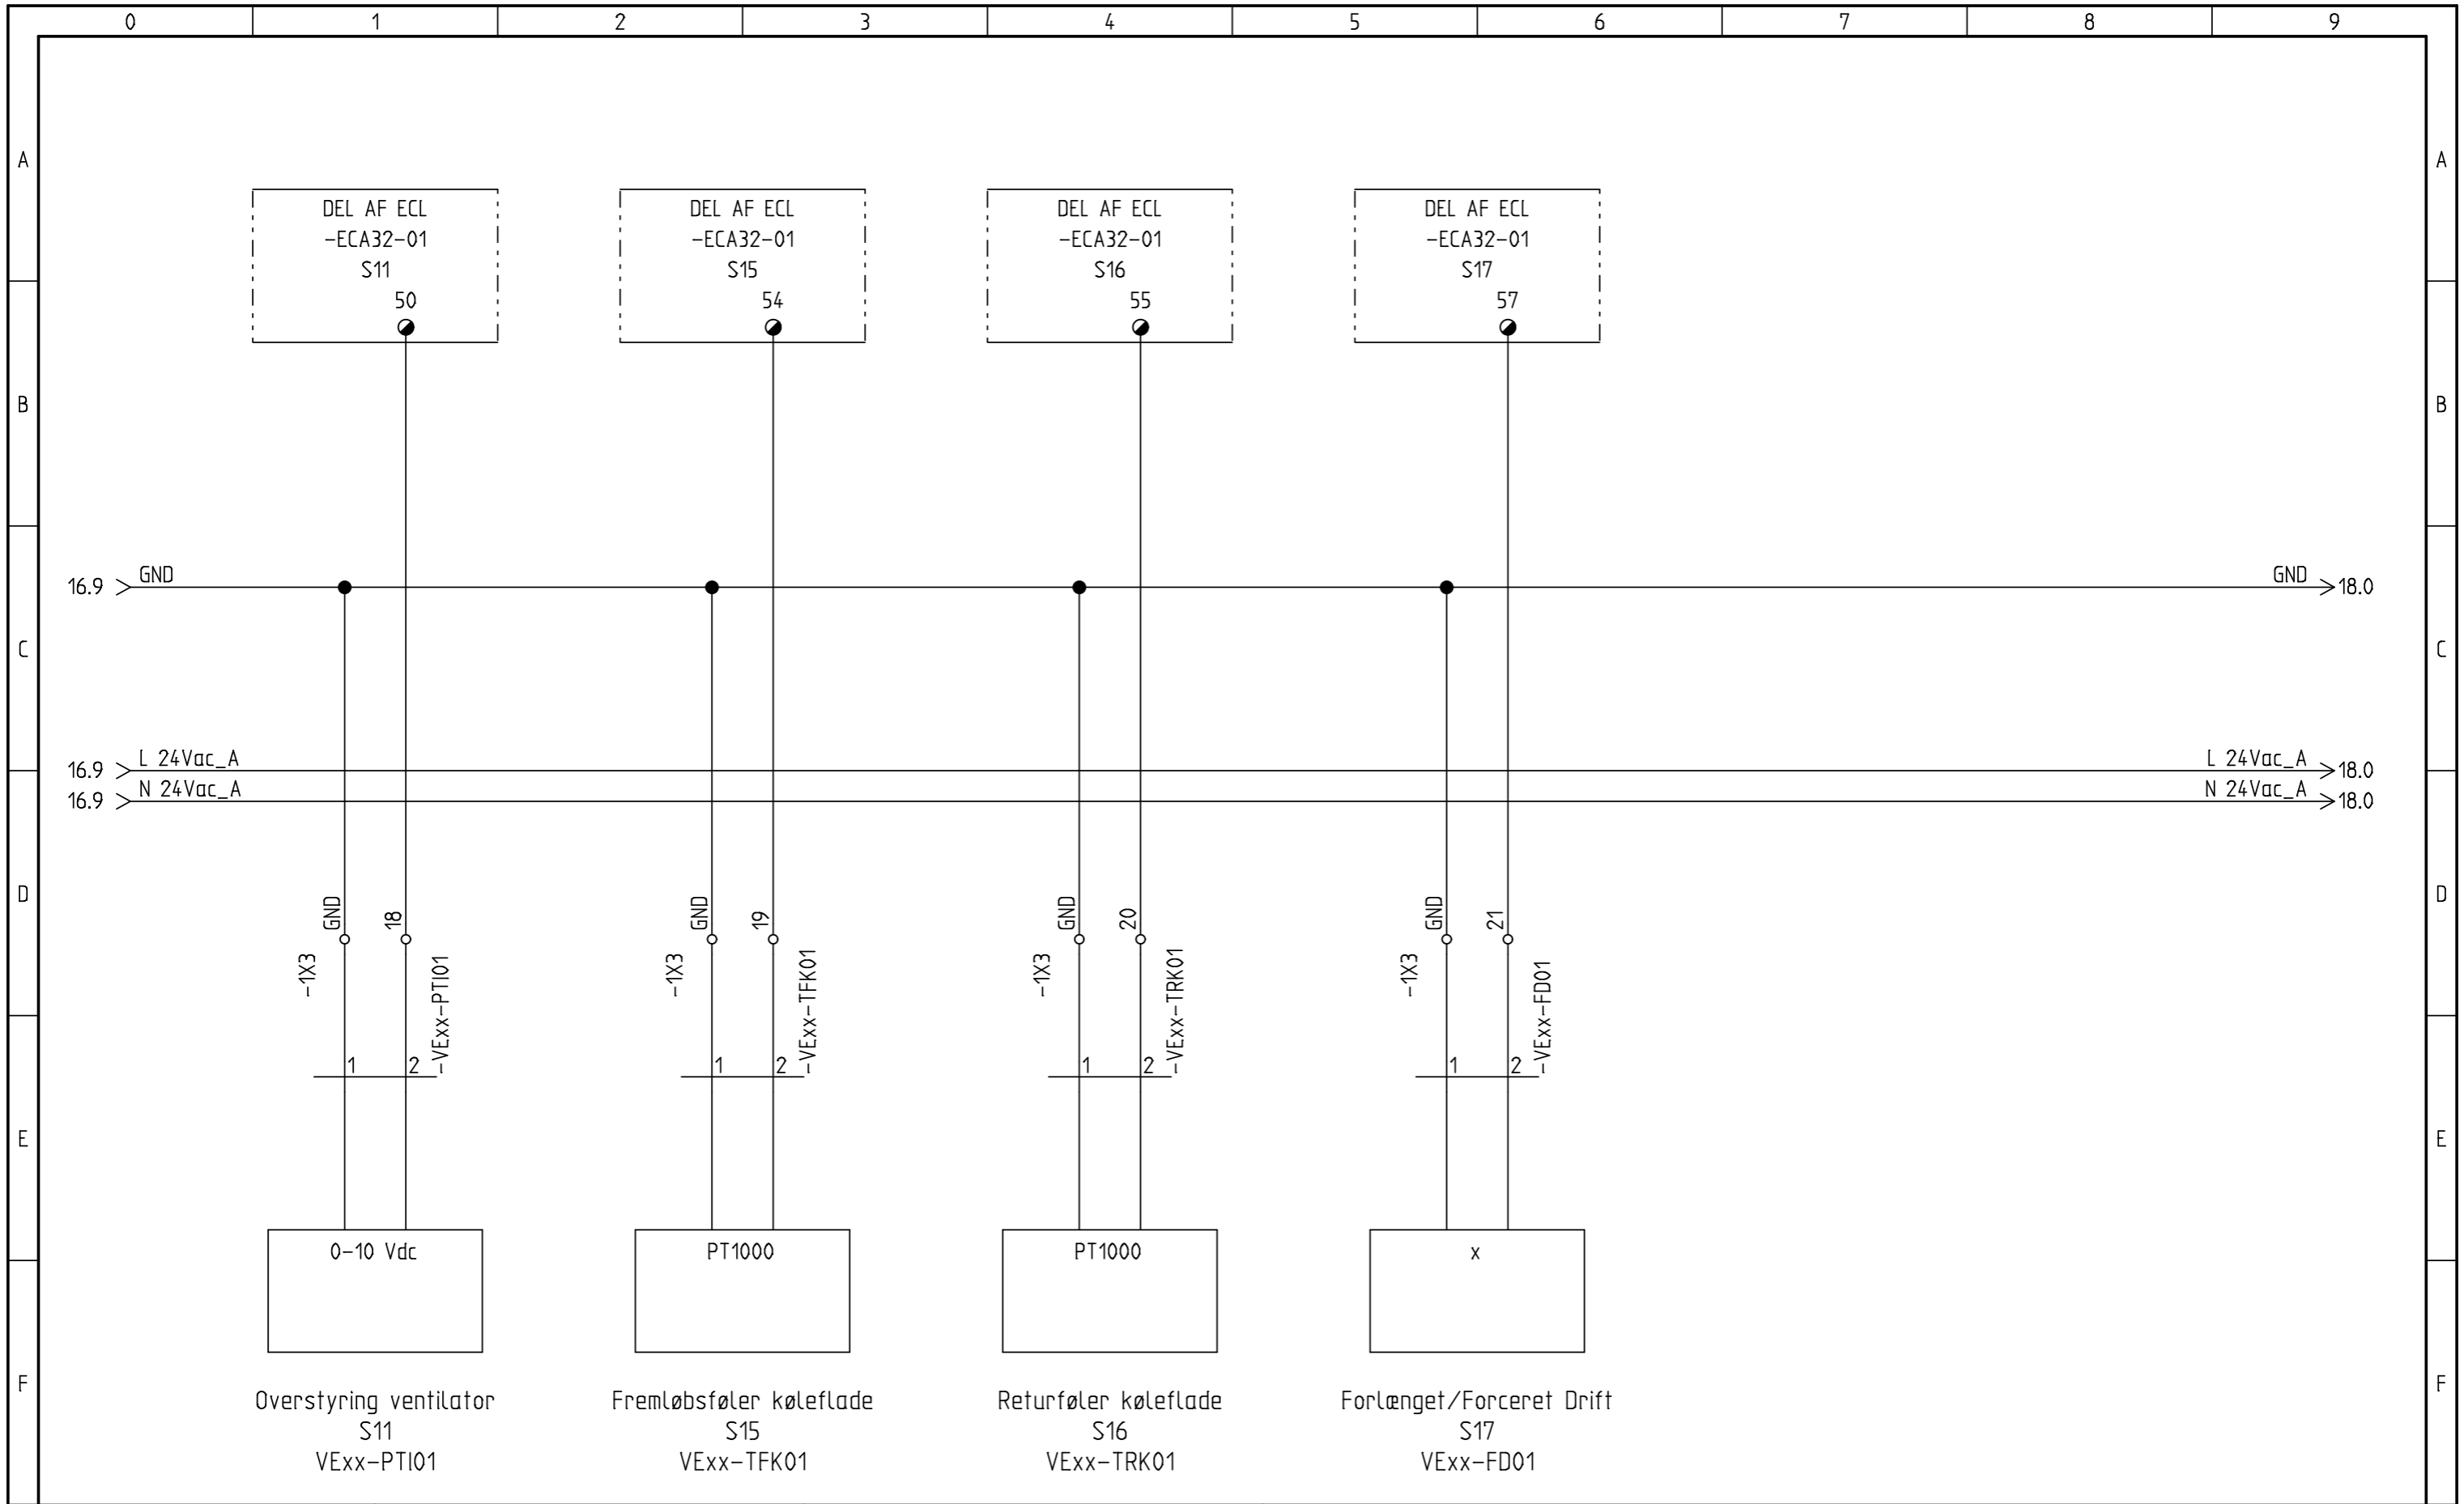 0 1 2 3 4 5 6 7 8 9
A A
DEL AF ECL DEL AF ECL DEL AF ECL DEL AF ECL
-ECA32-01 -ECA32-01 -ECA32-01 -ECA32-01
S11 S15 S16 S17
50 54 55 57
B B
GND GND
16.9 18.0
C C
L 24Vac_A L 24Vac_A
16.9 18.0
N 24Vac_A N 24Vac_A
16.9 18.0
D D
GND 18 GND 19 GND 20 GND 21
-1X3 -VExx-PTI01 -1X3 -VExx-TFK01 -1X3 -VExx-TRK01 -1X3 -VExx-FD01
1 2 1 2 1 2 1 2
E E
0-10 Vdc PT1000 PT1000 x
F F
Overstyring ventilator Fremløbsføler køleflade Returføler køleflade Forlænget/Forceret Drift
S11 S15 S16 S17
VExx-PTI01 VExx-TFK01 VExx-TRK01 VExx-FD01